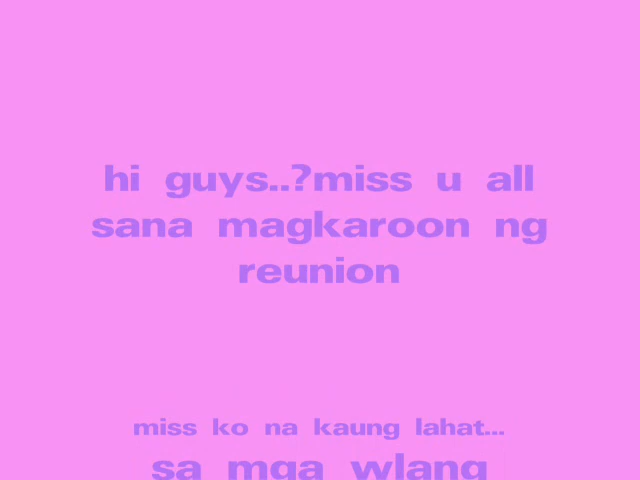 hi guys..?miss u all
sana magkaroon ng
reunion
miss ko na kaung lahat...
sa mga wlang